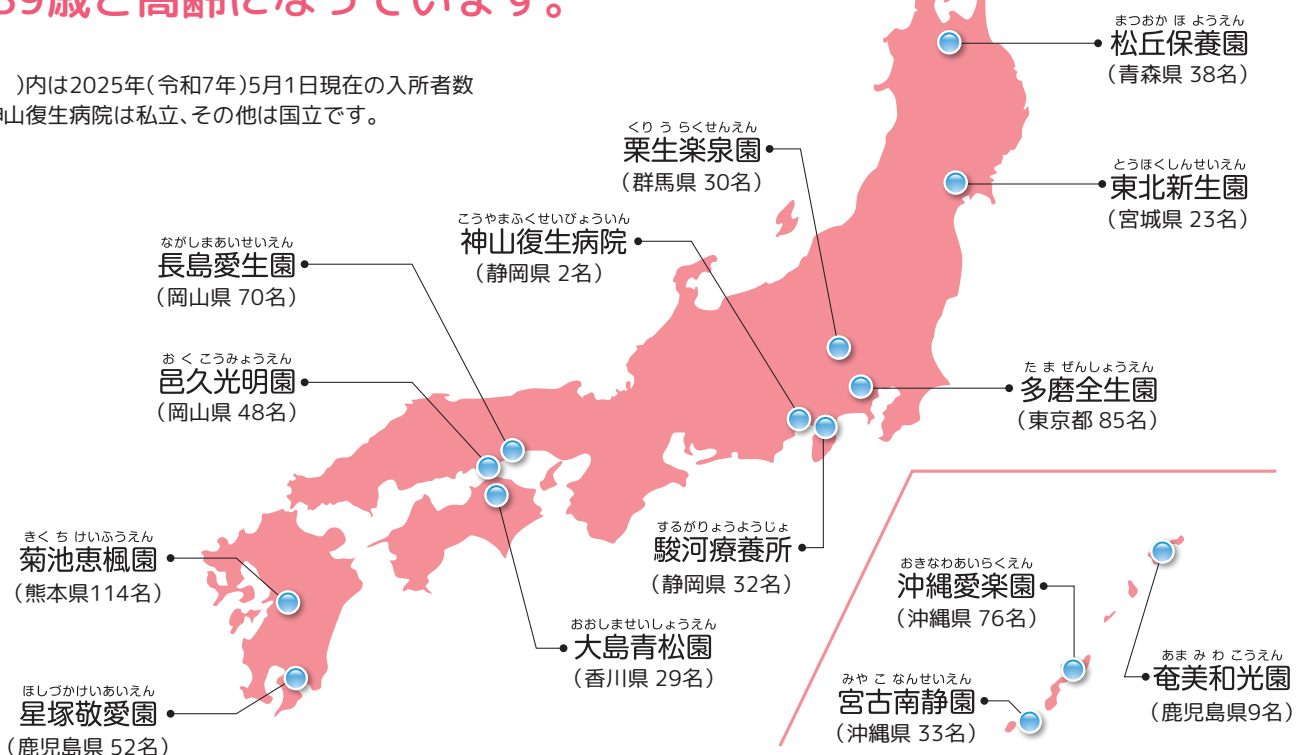 39歳と高齢になっています。
)内は2025年(令和7年)5月1日現在の入所者数
神山復生病院は私立、その他は国立です。
まつおか ほ ようえん
松丘保養園
(青森県 38名)
くり う らくせんえん
栗生楽泉園
(群馬県 30名)
とうほくしんせいえん
東北新生園
(宮城県 23名)
こうやまふくせいびょういん
神山復生病院
(静岡県 2名)
ながしまあいせいえん
長島愛生園
(岡山県 70名)
おくこうみょうえん
邑久光明園
(岡山県 48名)
た ま ぜんしょうえん
多磨全生園
(東京都 85名)
きく ち けいふうえん
菊池恵楓園
(熊本県114名)
するがりょうようじょ
駿河療養所
(静岡県 32名)
おきなわあいらくえん
沖縄愛楽園
(沖縄県 76名)
おおしませいしょうえん
大島青松園
(香川県 29名)
あま み わ こうえん
奄美和光園
(鹿児島県9名)
みや こ なんせいえん
宮古南静園
(沖縄県 33名)
ほしづかけいあいえん
星塚敬愛園
(鹿児島県 52名)